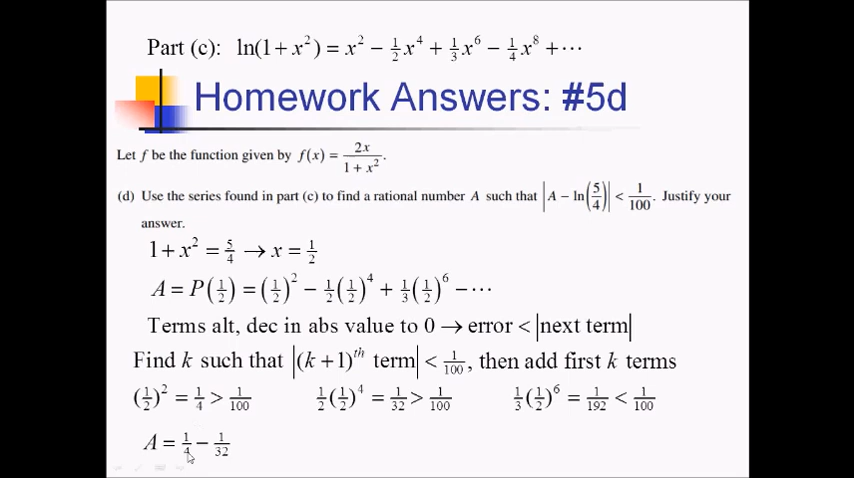 Part (c): ln(1 + x²) = x² − ½x⁴ + ⅓x⁶ − ¼x⁸ + ⋯
Homework Answers: #5d
Let f be the function given by f(x) = 2x/(1 + x²).
(d) Use the series found in part (c) to find a rational number A such that |A − ln(5/4)| < 1/100. Justify your
answer.
1 + x² = 5/4 → x = 1/2
A = P(1/2) = (1/2)² − 1/2(1/2)⁴ + 1/3(1/2)⁶ − ⋯
Terms alt, dec in abs value to 0 → error < |next term|
Find k such that |(k + 1)ᵗʰ term| < 1/100, then add first k terms
(1/2)² = 1/4 > 1/100 1/2(1/2)⁴ = 1/32 > 1/100 1/3(1/2)⁶ = 1/192 < 1/100
A = 1/4 − 1/32